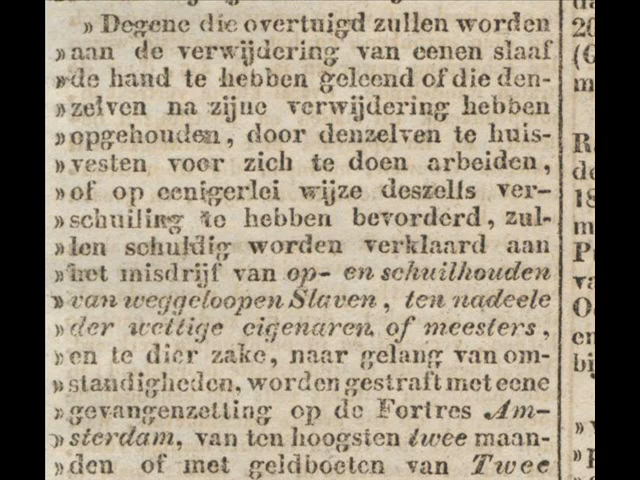 » Degene die overtuigd zullen worden
» aan de verwijdering van eenen slaaf
» de hand te hebben geleend of die den-
» zelven na zijne verwijdering hebben
» opgehouden, door denzelven te huis-
» vesten voor zich te doen arbeiden,
» of op eenigerlei wijze deszelfs ver-
» schuiling te hebben bevorderd, zul-
» len schuldig worden verklaard aan
» het misdrijf van op- en schuilhouden
» van weggeloopen Slaven, ten nadeele
» der wettige eigenaren of meesters,
» en te dier zake, naar gelang van om-
» standigheden, worden gestraft met eene
» gevangenzetting op de Fortres Am-
» sterdam, van ten hoogsten twee maan-
» den of met geldboeten van Twee